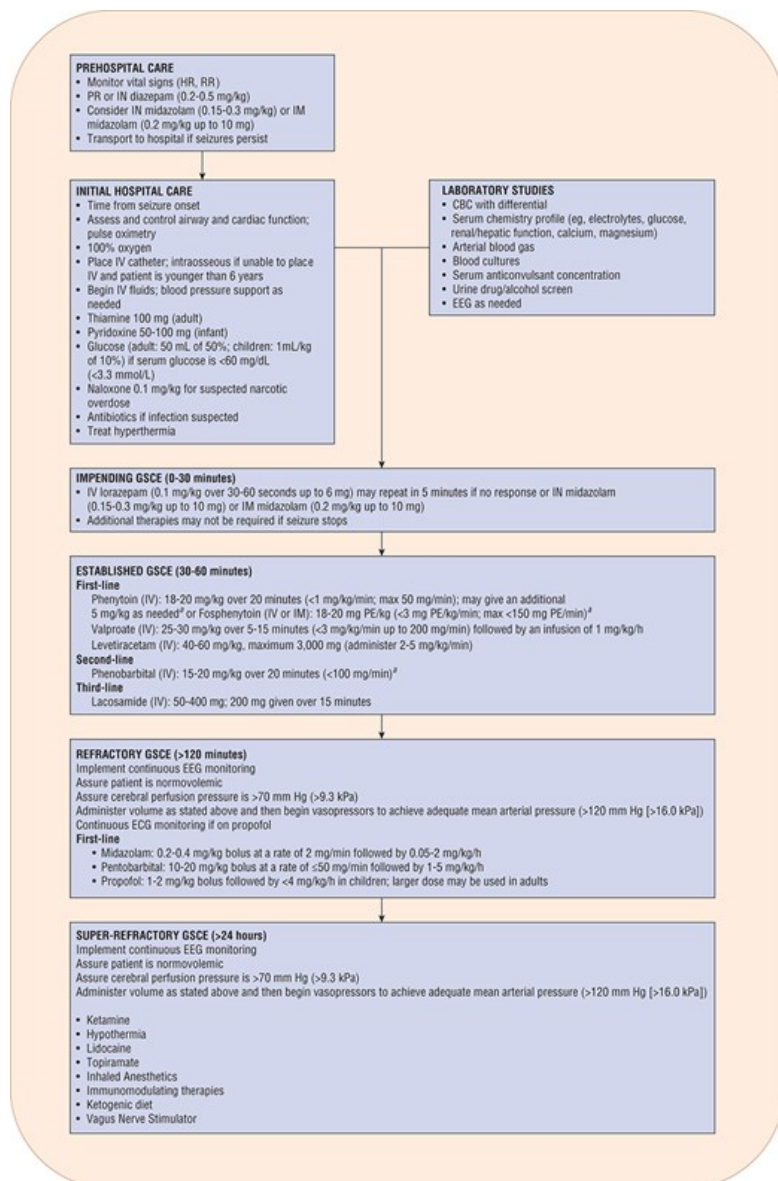 PREHOSPITAL CARE
• Monitor vital signs (HR, RR)
• PR or IN diazepam (0.2-0.5 mg/kg)
• Consider IN midazolam (0.15-0.3 mg/kg) or IM
midazolam (0.2 mg/kg up to 10 mg)
• Transport to hospital if seizures persist
INITIAL HOSPITAL CARE
• Time from seizure onset
• Assess and control airway and cardiac function;
pulse oximetry
• 100% oxygen
• Place IV catheter; intraosseous if unable to place
IV and patient is younger than 6 years
• Begin IV fluids; blood pressure support as
needed
• Thiamine 100 mg (adult)
• Pyridoxine 50-100 mg (infant)
• Glucose (adult: 50 mL of 50%; children: 1mL/kg
of 10%) if serum glucose is <60 mg/dL
(<3.3 mmol/L)
• Naloxone 0.1 mg/kg for suspected narcotic
overdose
• Antibiotics if infection suspected
• Treat hyperthermia
LABORATORY STUDIES
• CBC with differential
• Serum chemistry profile (eg, electrolytes, glucose,
renal/hepatic function, calcium, magnesium)
• Arterial blood gas
• Blood cultures
• Serum anticonvulsant concentration
• Urine drug/alcohol screen
• EEG as needed
IMPENDING GSCE (0-30 minutes)
• IV lorazepam (0.1 mg/kg over 30-60 seconds up to 6 mg) may repeat in 5 minutes if no response or IN midazolam
(0.15-0.3 mg/kg up to 10 mg) or IM midazolam (0.2 mg/kg up to 10 mg)
• Additional therapies may not be required if seizure stops
ESTABLISHED GSCE (30-60 minutes)
First-line
Phenytoin (IV): 18-20 mg/kg over 20 minutes (<1 mg/kg/min; max 50 mg/min); may give an additional
5 mg/kg as needed^a or Fosphenytoin (IV or IM): 18-20 mg PE/kg (<3 mg PE/kg/min; max <150 mg PE/min)^a
Valproate (IV): 25-30 mg/kg over 5-15 minutes (<3 mg/kg/min up to 200 mg/min) followed by an infusion of 1 mg/kg/h
Levetiracetam (IV): 40-60 mg/kg, maximum 3,000 mg (administer 2-5 mg/kg/min)
Second-line
Phenobarbital (IV): 15-20 mg/kg over 20 minutes (<100 mg/min)^a
Third-line
Lacosamide (IV): 50-400 mg; 200 mg given over 15 minutes
REFRACTORY GSCE (>120 minutes)
Implement continuous EEG monitoring
Assure patient is normovolemic
Assure cerebral perfusion pressure is >70 mm Hg (>9.3 kPa)
Administer volume as stated above and then begin vasopressors to achieve adequate mean arterial pressure (>120 mm Hg [>16.0 kPa])
Continuous ECG monitoring if on propofol
First-line
• Midazolam: 0.2-0.4 mg/kg bolus at a rate of 2 mg/min followed by 0.05-2 mg/kg/h
• Pentobarbital: 10-20 mg/kg bolus at a rate of ≤50 mg/min followed by 1-5 mg/kg/h
• Propofol: 1-2 mg/kg bolus followed by <4 mg/kg/h in children; larger dose may be used in adults
SUPER-REFRACTORY GSCE (>24 hours)
Implement continuous EEG monitoring
Assure patient is normovolemic
Assure cerebral perfusion pressure is >70 mm Hg (>9.3 kPa)
Administer volume as stated above and then begin vasopressors to achieve adequate mean arterial pressure (>120 mm Hg [>16.0 kPa])
• Ketamine
• Hypothermia
• Lidocaine
• Topiramate
• Inhaled Anesthetics
• Immunomodulating therapies
• Ketogenic diet
• Vagus Nerve Stimulator